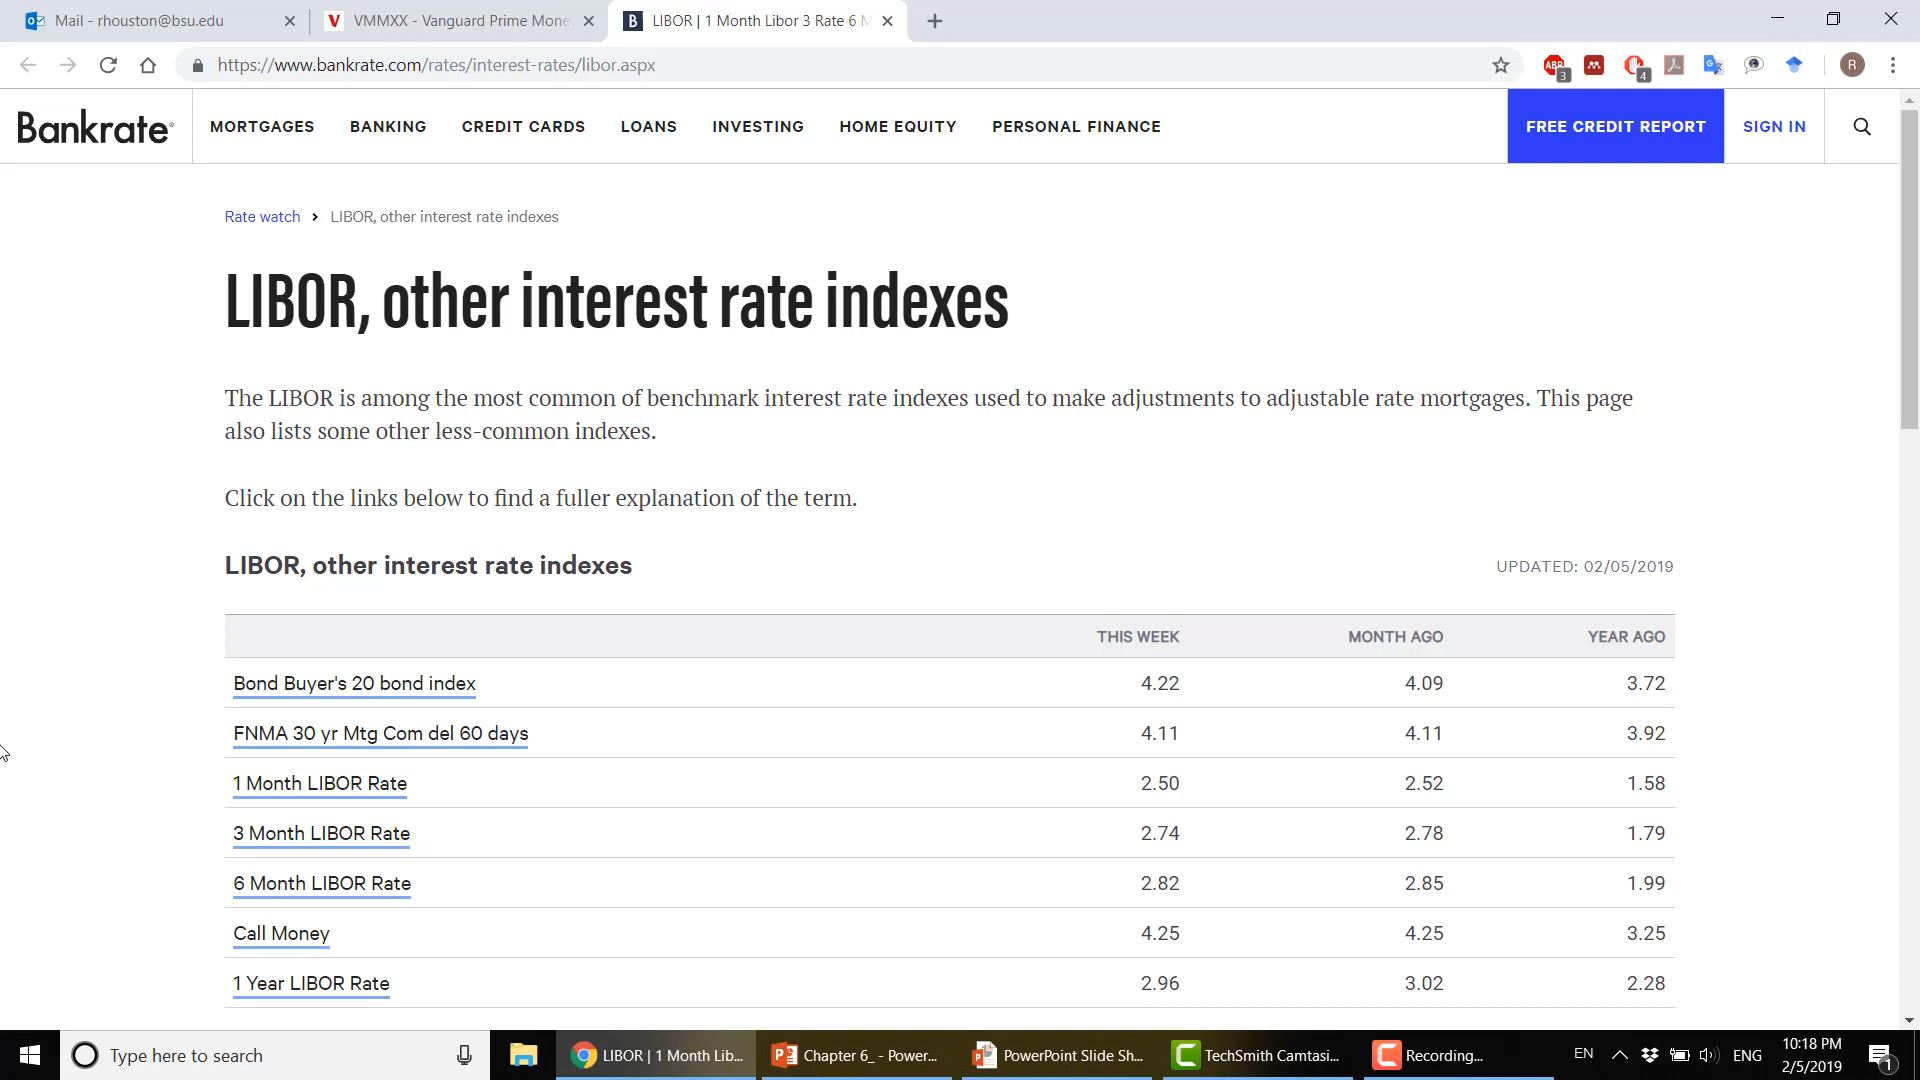 Mail - rhouston@bsu.edu
VMMXX - Vanguard Prime Mone
LIBOR | 1 Month Libor 3 Rate 6 M
https://www.bankrate.com/rates/interest-rates/libor.aspx
ABP 3
4
R
Bankrate
MORTGAGES BANKING CREDIT CARDS LOANS INVESTING HOME EQUITY PERSONAL FINANCE
FREE CREDIT REPORT SIGN IN
Rate watch > LIBOR, other interest rate indexes
LIBOR, other interest rate indexes
The LIBOR is among the most common of benchmark interest rate indexes used to make adjustments to adjustable rate mortgages. This page
also lists some other less-common indexes.
Click on the links below to find a fuller explanation of the term.
LIBOR, other interest rate indexes UPDATED: 02/05/2019
THIS WEEK MONTH AGO YEAR AGO
Bond Buyer's 20 bond index 4.22 4.09 3.72
FNMA 30 yr Mtg Com del 60 days 4.11 4.11 3.92
1 Month LIBOR Rate 2.50 2.52 1.58
3 Month LIBOR Rate 2.74 2.78 1.79
6 Month LIBOR Rate 2.82 2.85 1.99
Call Money 4.25 4.25 3.25
1 Year LIBOR Rate 2.96 3.02 2.28
Type here to search
LIBOR | 1 Month Lib...
Chapter 6_ - Power...
PowerPoint Slide Sh...
TechSmith Camtasi...
Recording...
EN
ENG
10:18 PM
2/5/2019
1